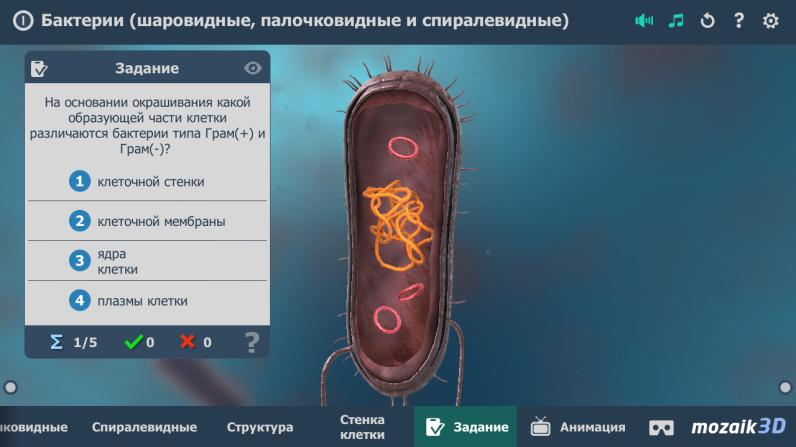 Бактерии (шаровидные, палочковидные и спиралевидные)
?
Задание
На основании окрашивания какой
образующей части клетки
различаются бактерии типа Грам(+) и
Грам(-)?
1 клеточной стенки
2 клеточной мембраны
3 ядра
клетки
4 плазмы клетки
Σ 1/5 0 0 ?
чковидные
Спиралевидные
Структура
Стенка
клетки
Задание
Анимация
mozaik3D